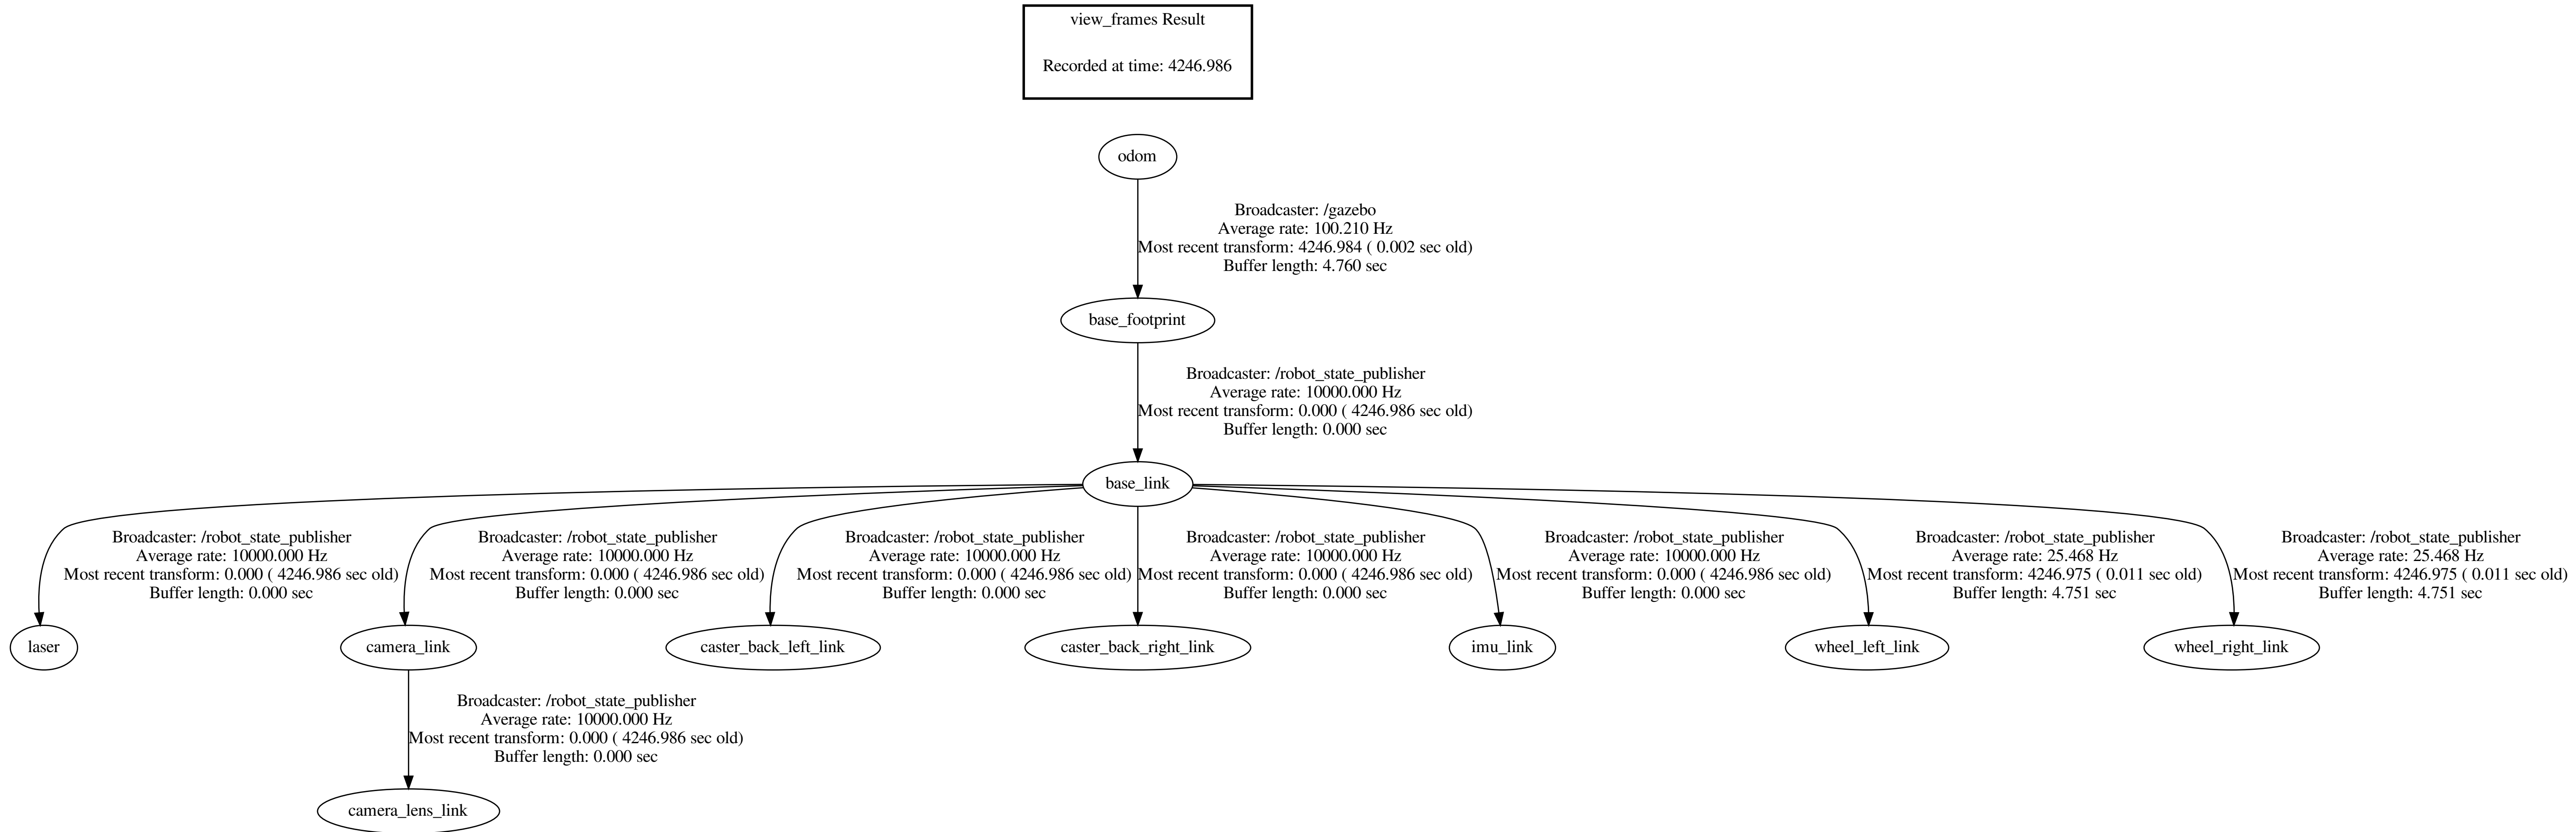 view_frames Result
Recorded at time: 4246.986
odom
Broadcaster: /gazebo
Average rate: 100.210 Hz
Most recent transform: 4246.984 ( 0.002 sec old)
Buffer length: 4.760 sec
base_footprint
Broadcaster: /robot_state_publisher
Average rate: 10000.000 Hz
Most recent transform: 0.000 ( 4246.986 sec old)
Buffer length: 0.000 sec
base_link
Broadcaster: /robot_state_publisher
Average rate: 10000.000 Hz
Most recent transform: 0.000 ( 4246.986 sec old)
Buffer length: 0.000 sec
Broadcaster: /robot_state_publisher
Average rate: 10000.000 Hz
Most recent transform: 0.000 ( 4246.986 sec old)
Buffer length: 0.000 sec
Broadcaster: /robot_state_publisher
Average rate: 10000.000 Hz
Most recent transform: 0.000 ( 4246.986 sec old)
Buffer length: 0.000 sec
Broadcaster: /robot_state_publisher
Average rate: 10000.000 Hz
Most recent transform: 0.000 ( 4246.986 sec old)
Buffer length: 0.000 sec
Broadcaster: /robot_state_publisher
Average rate: 10000.000 Hz
Most recent transform: 0.000 ( 4246.986 sec old)
Buffer length: 0.000 sec
Broadcaster: /robot_state_publisher
Average rate: 25.468 Hz
Most recent transform: 4246.975 ( 0.011 sec old)
Buffer length: 4.751 sec
Broadcaster: /robot_state_publisher
Average rate: 25.468 Hz
Most recent transform: 4246.975 ( 0.011 sec old)
Buffer length: 4.751 sec
laser
camera_link
caster_back_left_link
caster_back_right_link
imu_link
wheel_left_link
wheel_right_link
Broadcaster: /robot_state_publisher
Average rate: 10000.000 Hz
Most recent transform: 0.000 ( 4246.986 sec old)
Buffer length: 0.000 sec
camera_lens_link